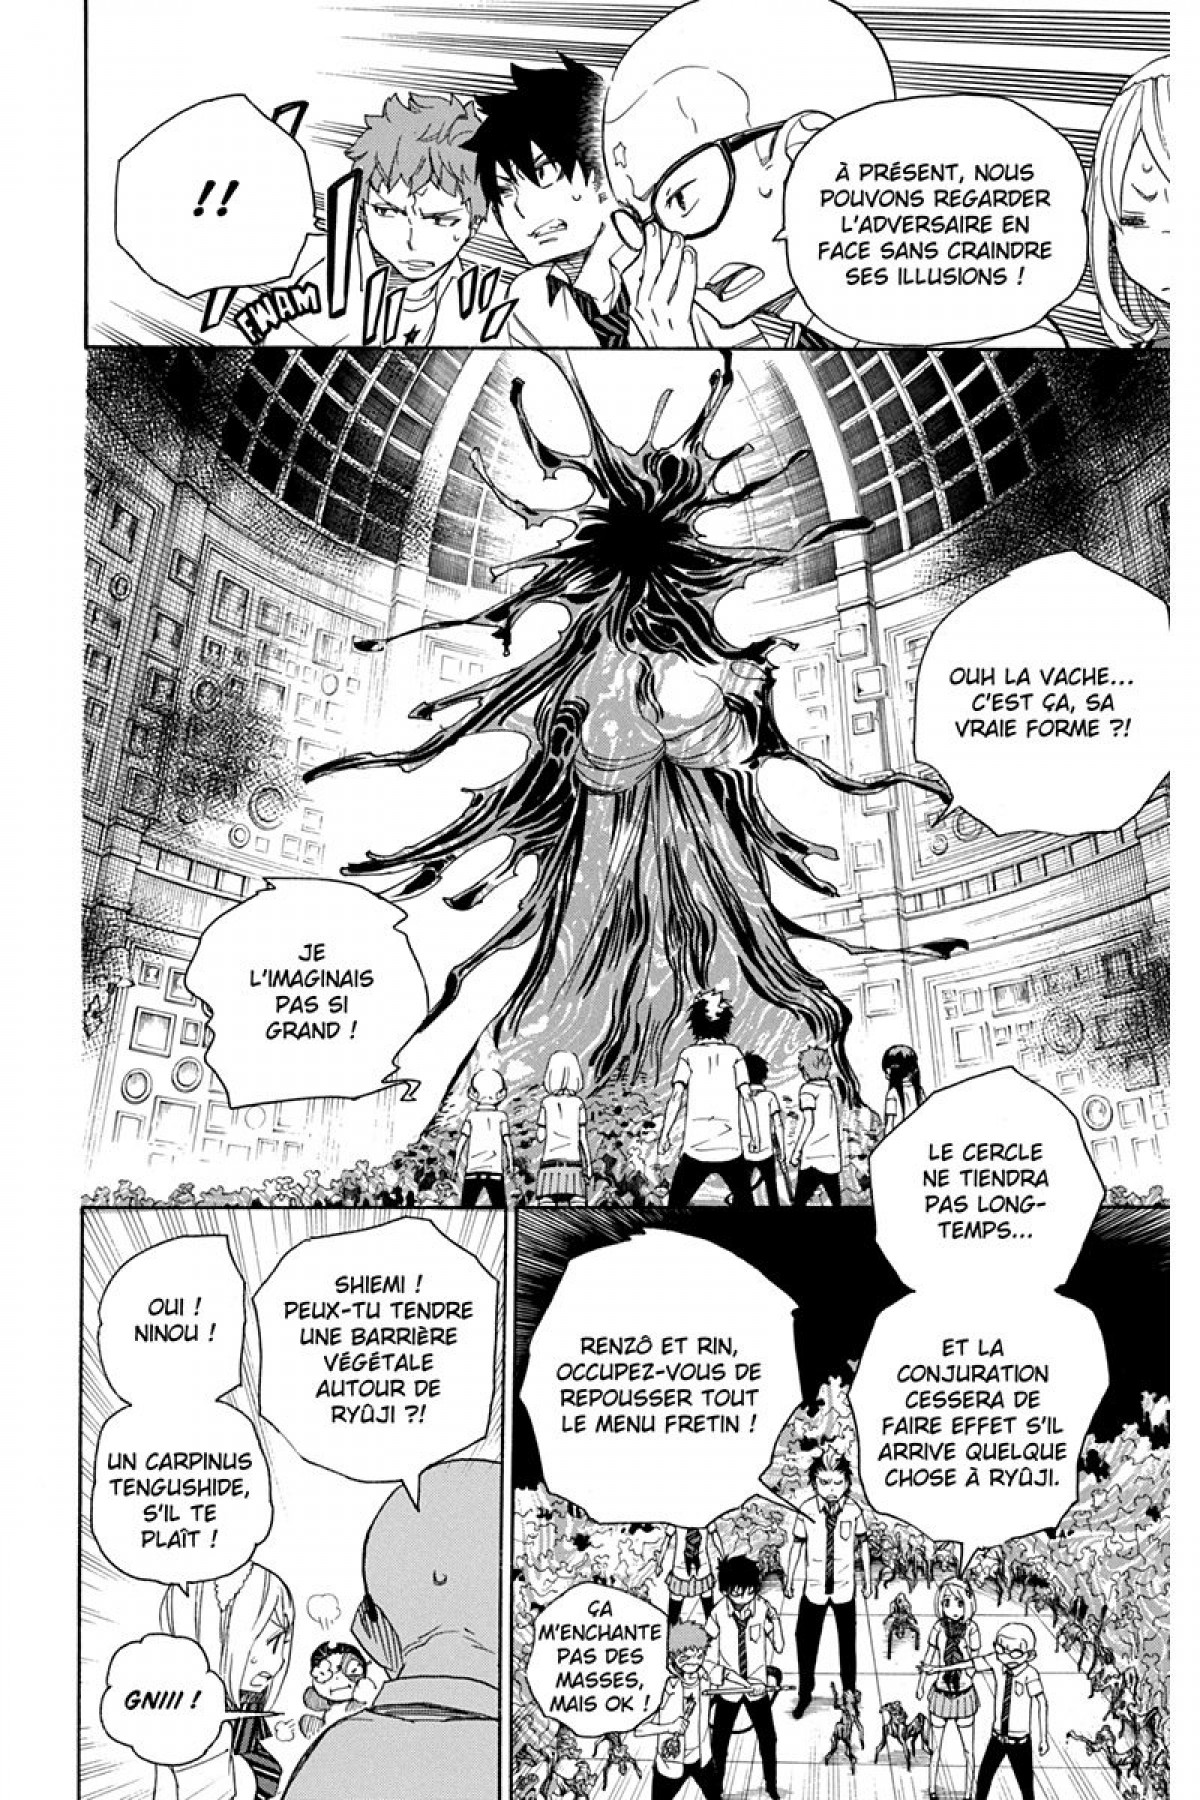 À PRÉSENT, NOUS
POUVONS REGARDER
L'ADVERSAIRE EN
FACE SANS CRAINDRE
SES ILLUSIONS !
!!
FWAM
OUH LA VACHE...
C'EST ÇA, SA
VRAIE FORME ?!
JE
L'IMAGINAIS
PAS SI
GRAND !
LE CERCLE
NE TIENDRA
PAS LONG-
TEMPS...
ET LA
CONJURATION
CESSERA DE
FAIRE EFFET S'IL
ARRIVE QUELQUE
CHOSE À RYÛJI.
RENZÔ ET RIN,
OCCUPEZ-VOUS DE
REPOUSSER TOUT
LE MENU FRETIN !
ÇA
M'ENCHANTE
PAS DES
MASSES,
MAIS OK !
SHIEMI !
PEUX-TU TENDRE
UNE BARRIÈRE
VÉGÉTALE
AUTOUR DE
RYÛJI ?!
OUI !
NINOU !
UN CARPINUS
TENGUSHIDE,
S'IL TE
PLAÎT !
GNIII !